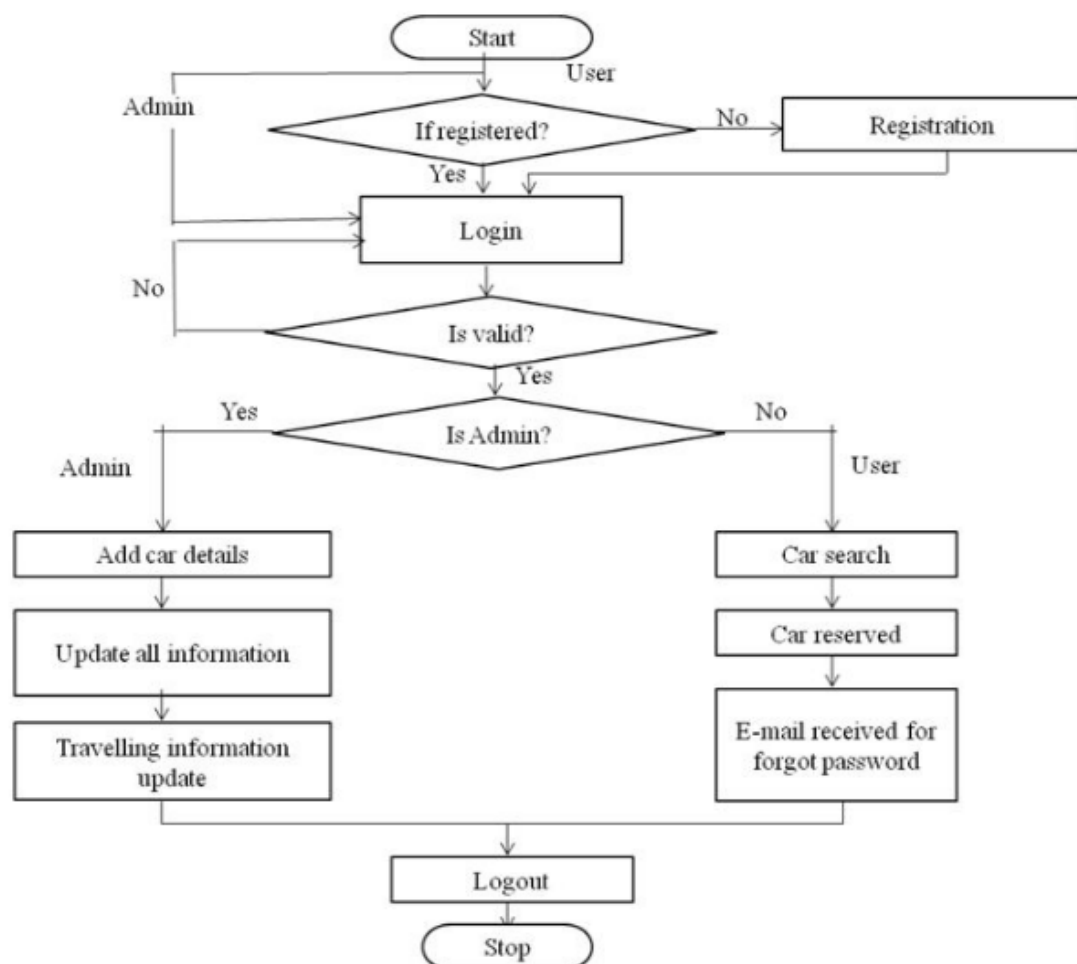 Start
User
Admin
If registered?
No
Registration
Yes
Login
No
Is valid?
Yes
Yes
Is Admin?
No
Admin
User
Add car details
Car search
Update all information
Car reserved
Travelling information
update
E-mail received for
forgot password
Logout
Stop